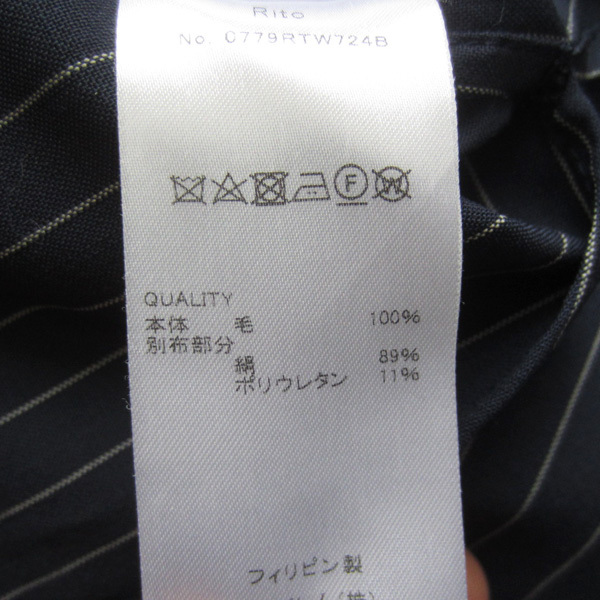 Rito
No. C779RTW724B
F W
QUALITY
本体 毛 100%
別布部分
絹 89%
ポリウレタン 11%
フィリピン製
(株)